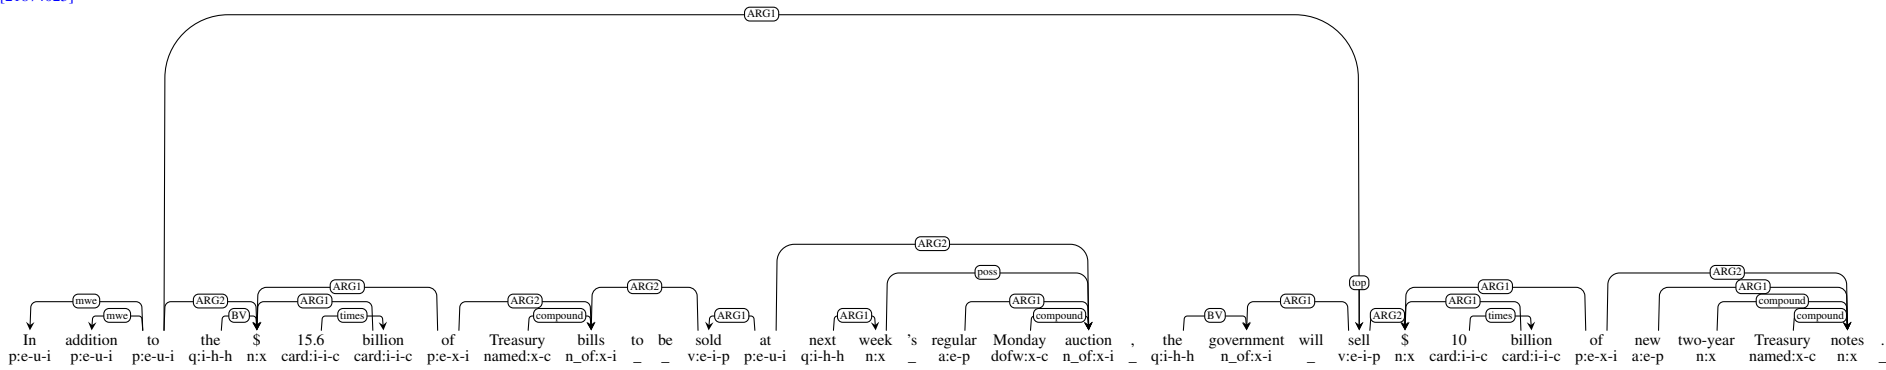 ARG1
ARG2
poss
top
ARG2
ARG1 ARG2 ARG1 ARG1
mwe ARG2 ARG1 ARG2 ARG1 ARG1 ARG1 compound
mwe BV times compound ARG1 ARG1 compound BV ARG2 times compound
In addition to the $ 15.6 billion of Treasury bills to be sold at next week 's regular Monday auction , the government will sell $ 10 billion of new two-year Treasury notes .
p:e-u-i p:e-u-i p:e-u-i q:i-h-h n:x card:i-i-c card:i-i-c p:e-x-i named:x-c n_of:x-i _ _ v:e-i-p p:e-u-i q:i-h-h n:x _ a:e-p dofw:x-c n_of:x-i _ q:i-h-h n_of:x-i _ v:e-i-p n:x card:i-i-c card:i-i-c p:e-x-i a:e-p n:x named:x-c n:x _